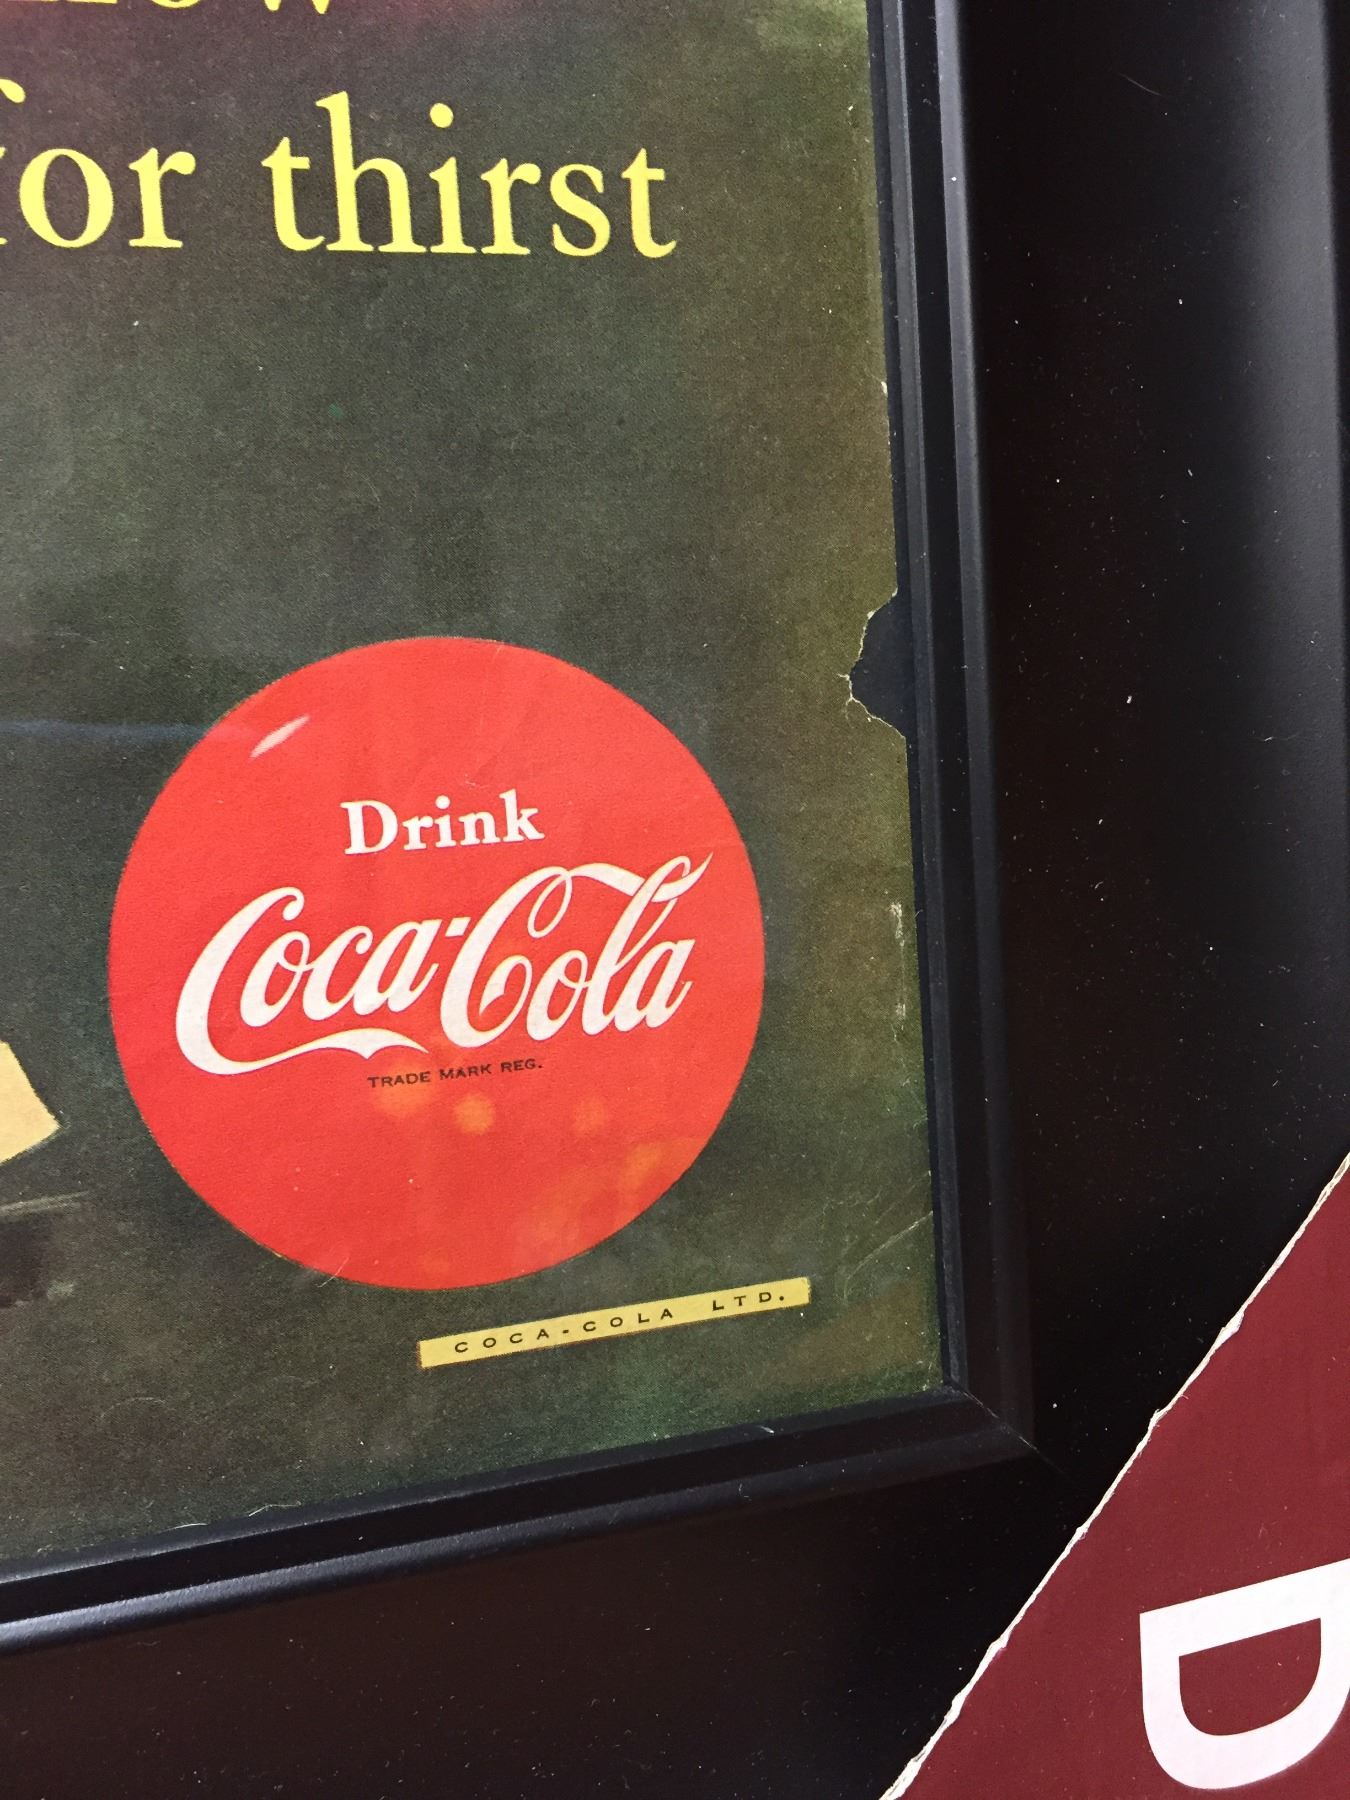 for thirst
Drink
Coca-Cola
TRADE MARK REG.
COCA-COLA LTD.
D